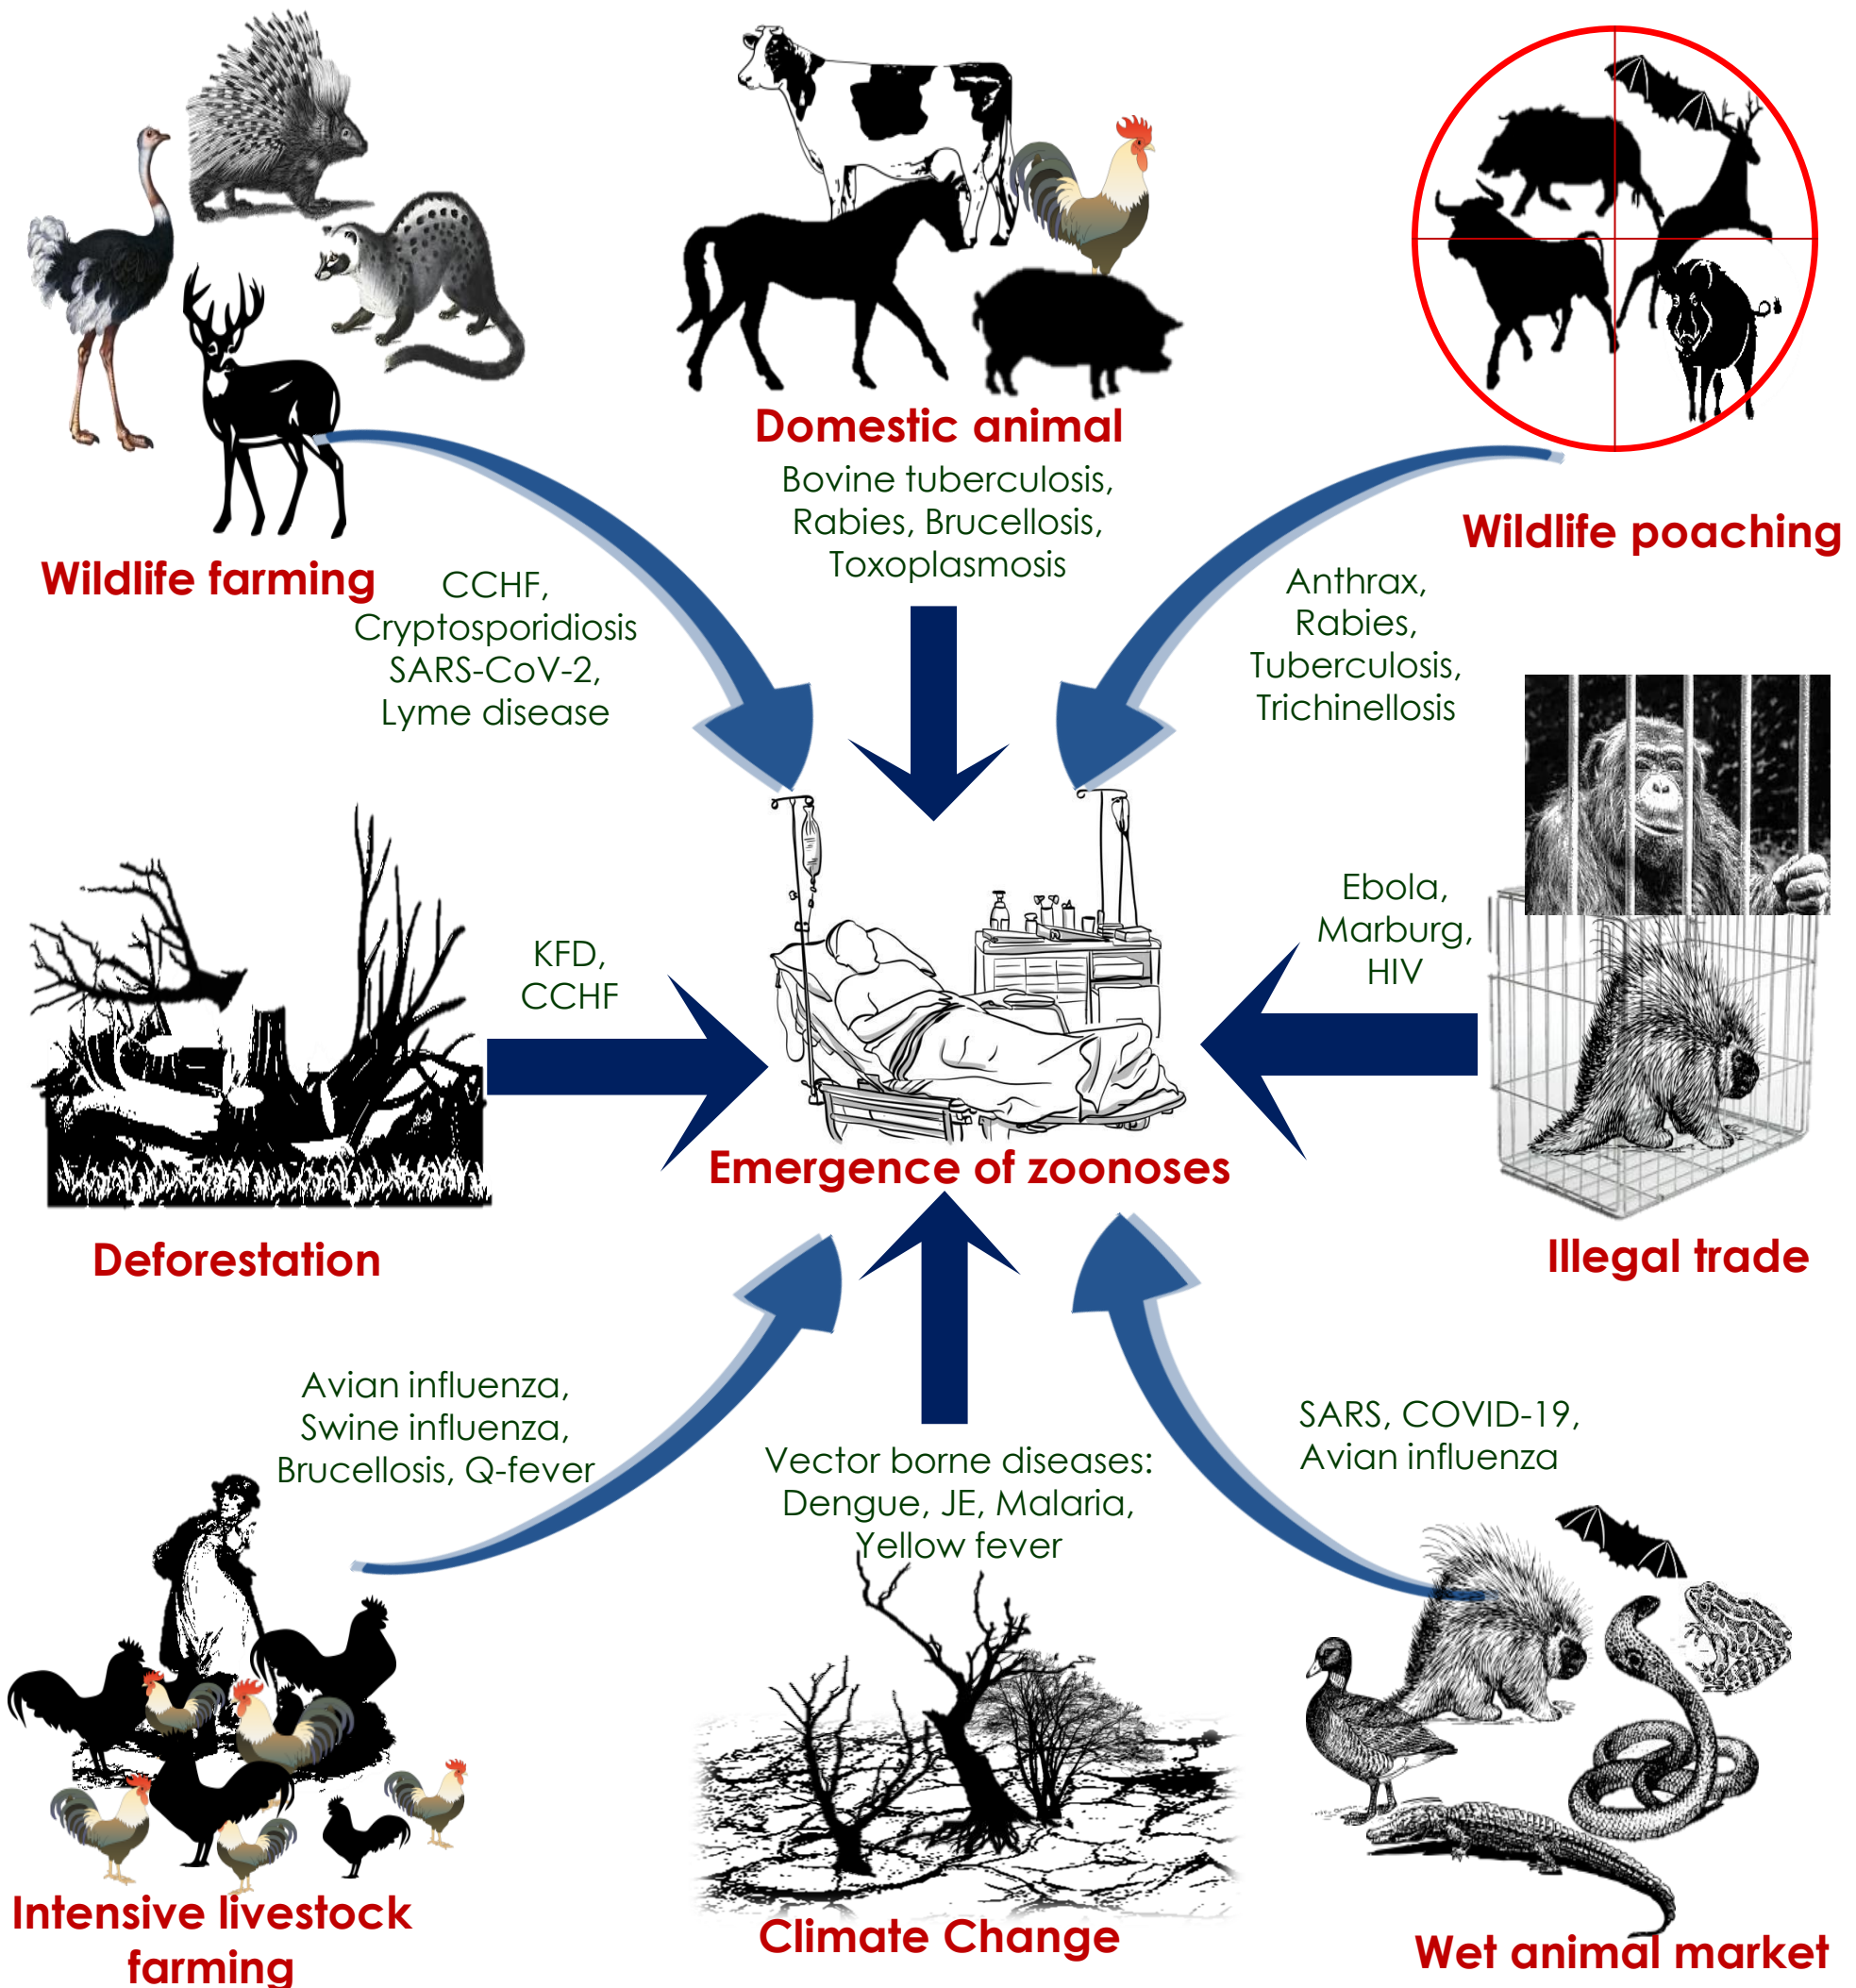 Domestic animal
Bovine tuberculosis,
Rabies, Brucellosis,
Toxoplasmosis
Wildlife poaching
Anthrax,
Rabies,
Tuberculosis,
Trichinellosis
Wildlife farming
CCHF,
Cryptosporidiosis
SARS-CoV-2,
Lyme disease
KFD,
CCHF
Deforestation
Ebola,
Marburg,
HIV
Illegal trade
Emergence of zoonoses
Avian influenza,
Swine influenza,
Brucellosis, Q-fever
Intensive livestock
farming
Vector borne diseases:
Dengue, JE, Malaria,
Yellow fever
Climate Change
SARS, COVID-19,
Avian influenza
Wet animal market